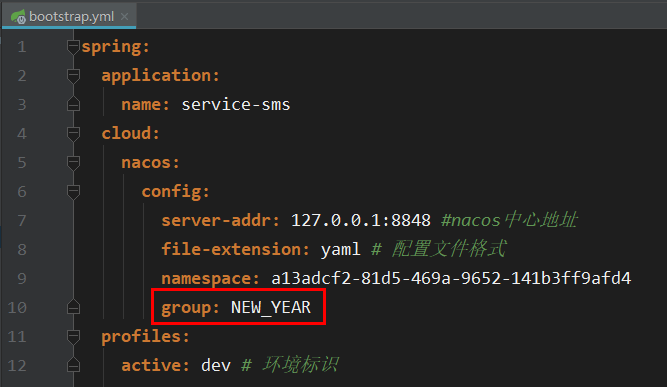 bootstrap.yml
1 spring:
2 application:
3 name: service-sms
4 cloud:
5 nacos:
6 config:
7 server-addr: 127.0.0.1:8848 #nacos中心地址
8 file-extension: yaml # 配置文件格式
9 namespace: a13adcf2-81d5-469a-9652-141b3ff9afd4
10 group: NEW_YEAR
11 profiles:
12 active: dev # 环境标识